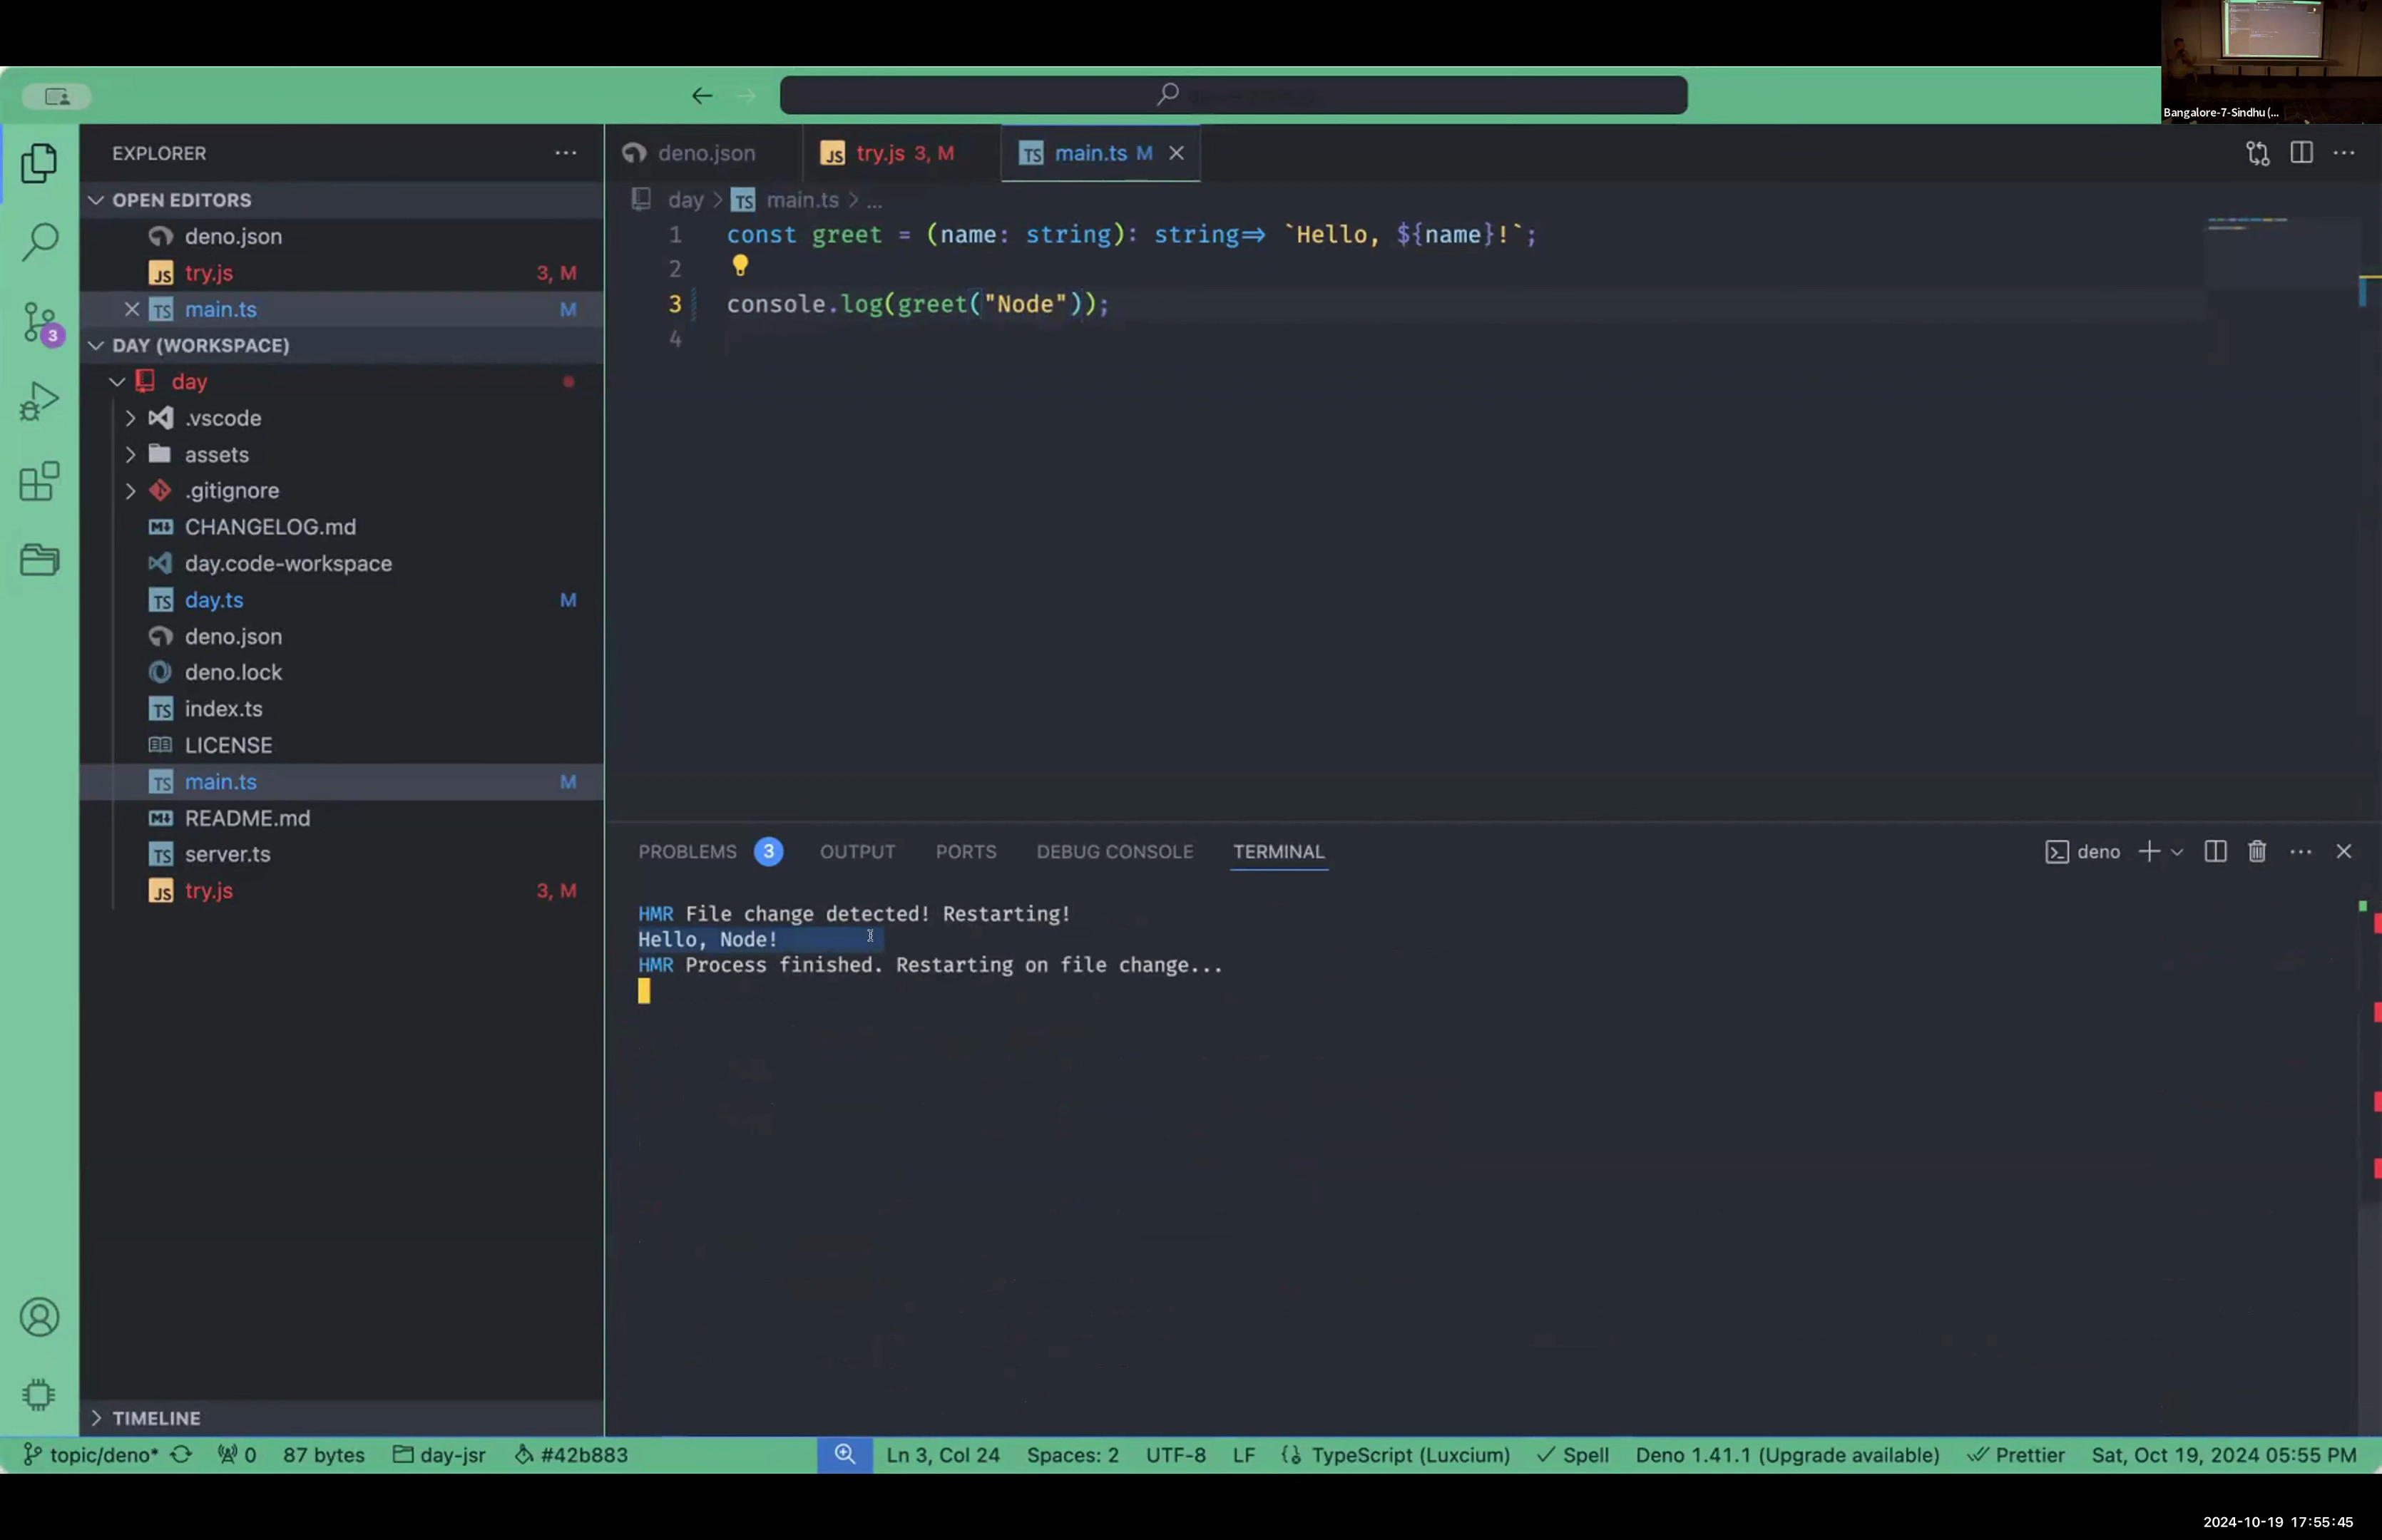 Bangalore-7-Sindhu (...
EXPLORER
OPEN EDITORS
deno.json
try.js 3, M
main.ts M
DAY (WORKSPACE)
day
.vscode
assets
.gitignore
CHANGELOG.md
day.code-workspace
day.ts M
deno.json
deno.lock
index.ts
LICENSE
main.ts M
README.md
server.ts
try.js 3, M
TIMELINE
deno.json
JS try.js 3, M
TS main.ts M
day > TS main.ts > ...
1 const greet = (name: string): string=> `Hello, ${name}!`;
2
3 console.log(greet("Node"));
4
PROBLEMS 3 OUTPUT PORTS DEBUG CONSOLE TERMINAL
deno
HMR File change detected! Restarting!
Hello, Node!
HMR Process finished. Restarting on file change...
3
topic/deno* 0 87 bytes day-jsr #42b883 Ln 3, Col 24 Spaces: 2 UTF-8 LF TypeScript (Luxcium) Spell Deno 1.41.1 (Upgrade available) Prettier Sat, Oct 19, 2024 05:55 PM
2024-10-19 17:55:45